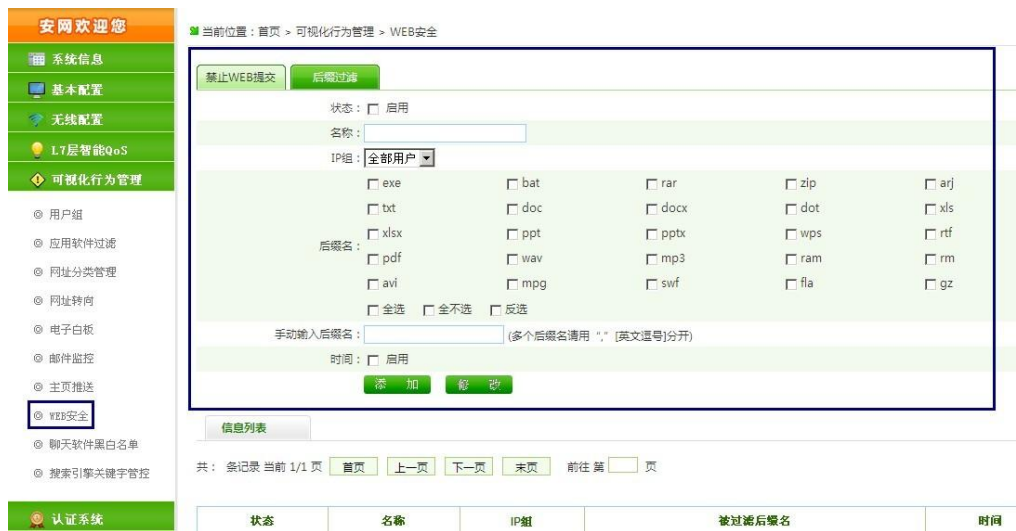 安网欢迎您
当前位置：首页 > 可视化行为管理 > WEB安全
系统信息
基本配置
无线配置
L7层智能QoS
可视化行为管理
用户组
应用软件过滤
网址分类管理
网址转向
电子白板
邮件监控
主页推送
WEB安全
聊天软件黑白名单
搜索引擎关键字管控
认证系统
禁止WEB提交 后缀过滤
状态： 启用
名称：
IP组： 全部用户
后缀名：
exe bat rar zip arj
txt doc docx dot xls
xlsx ppt pptx wps rtf
pdf wav mp3 ram rm
avi mpg swf fla gz
全选 全不选 反选
手动输入后缀名： (多个后缀名请用 "," [英文逗号]分开)
时间： 启用
添 加 修 改
信息列表
共： 条记录 当前 1/1 页 首页 上一页 下一页 末页 前往 第 页
状态 名称 IP组 被过滤后缀名 时间